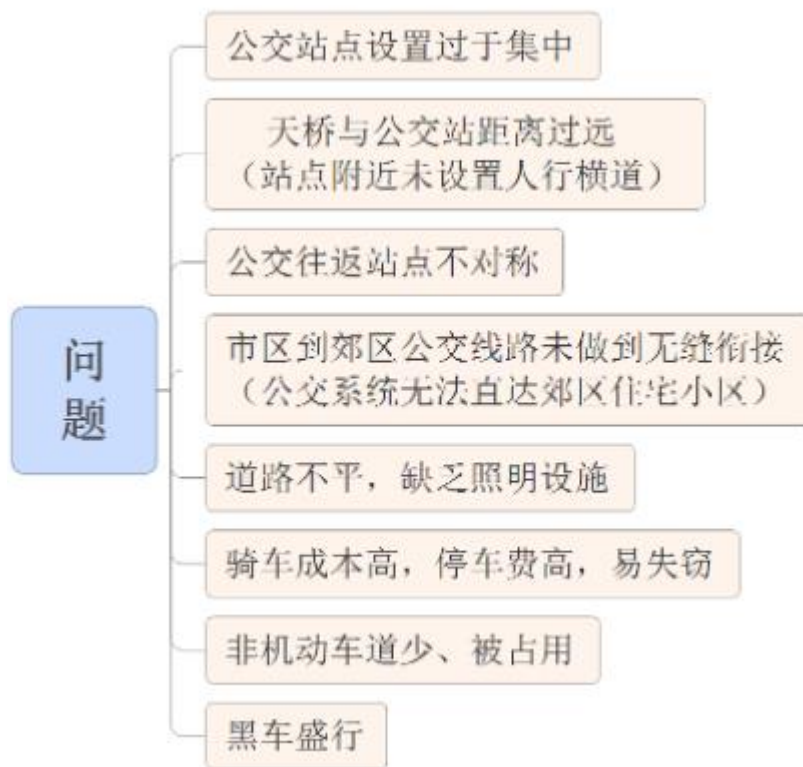 问
题
公交站点设置过于集中
天桥与公交站距离过远
（站点附近未设置人行横道）
公交往返站点不对称
市区到郊区公交线路未做到无缝衔接
（公交系统无法直达郊区住宅小区）
道路不平，缺乏照明设施
骑车成本高，停车费高，易失窃
非机动车道少、被占用
黑车盛行